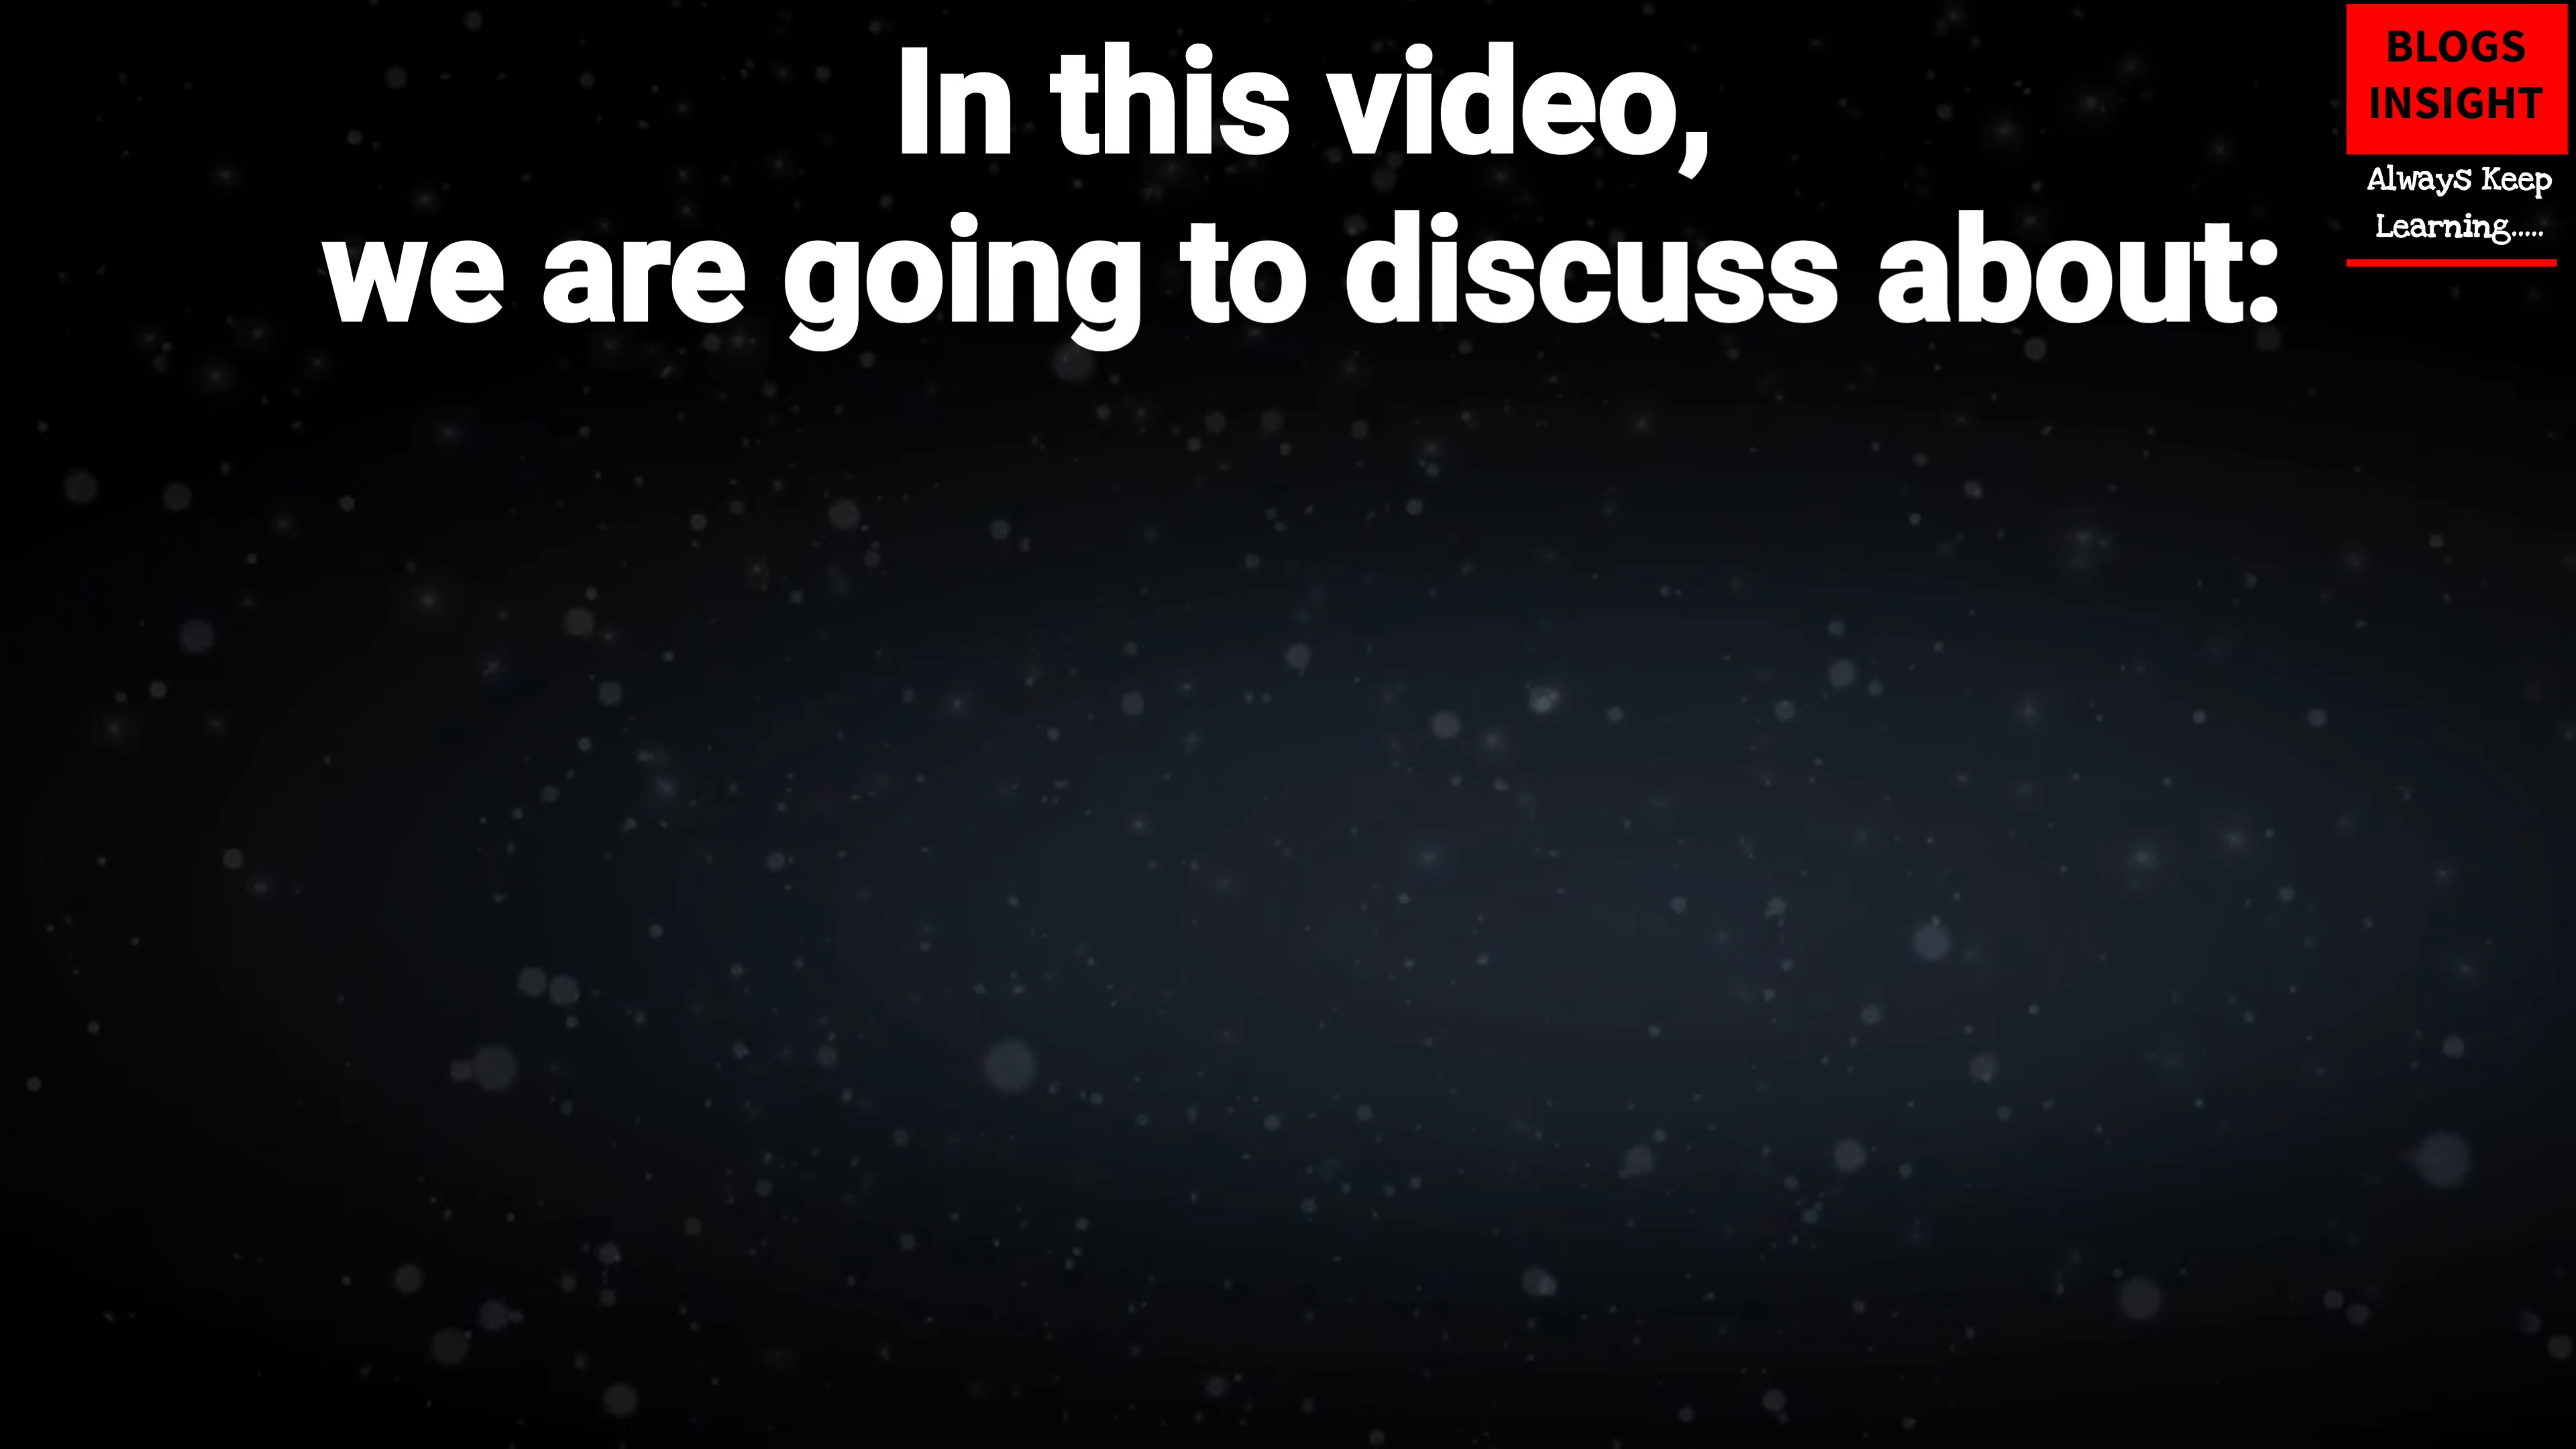 In this video,
we are going to discuss about:
BLOGS
INSIGHT
Always Keep
Learning.....